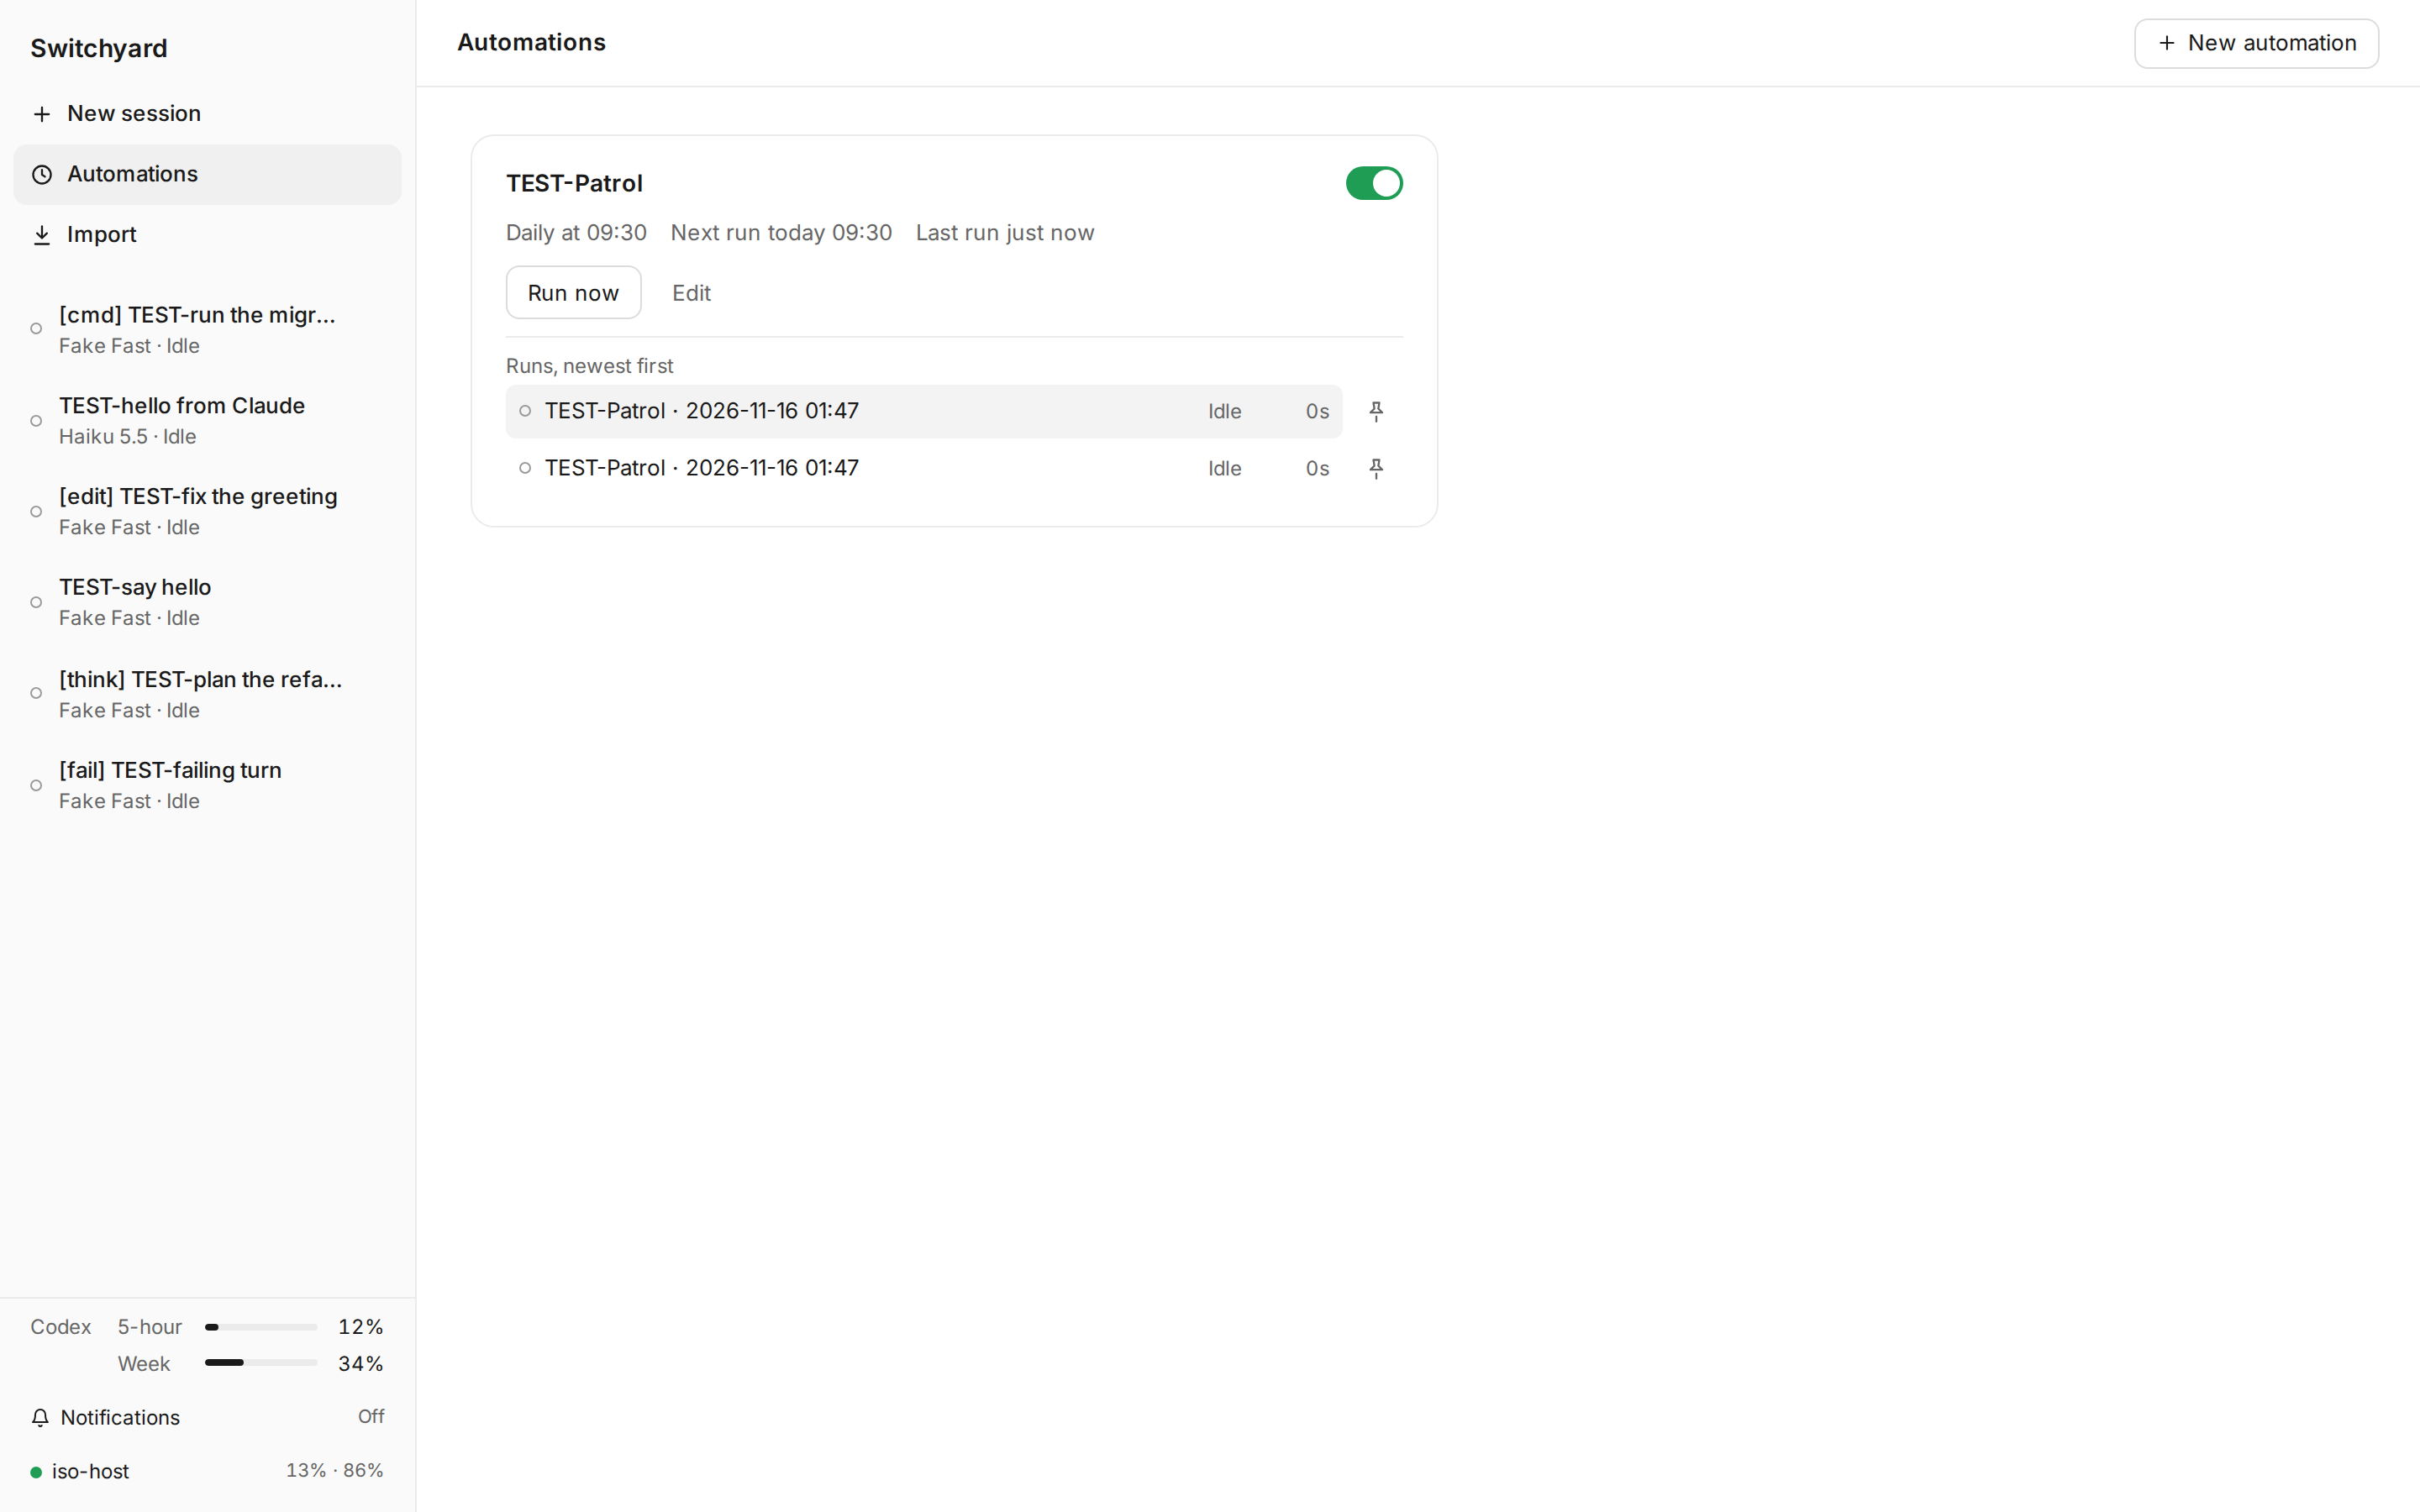 Switchyard
New session
Automations
Import
[cmd] TEST-run the migr...
Fake Fast · Idle
TEST-hello from Claude
Haiku 5.5 · Idle
[edit] TEST-fix the greeting
Fake Fast · Idle
TEST-say hello
Fake Fast · Idle
[think] TEST-plan the refa...
Fake Fast · Idle
[fail] TEST-failing turn
Fake Fast · Idle
Codex 5-hour 12%
Week 34%
Notifications Off
iso-host 13% · 86%
Automations
New automation
TEST-Patrol
Daily at 09:30 Next run today 09:30 Last run just now
Run now Edit
Runs, newest first
TEST-Patrol · 2026-11-16 01:47 Idle 0s
TEST-Patrol · 2026-11-16 01:47 Idle 0s